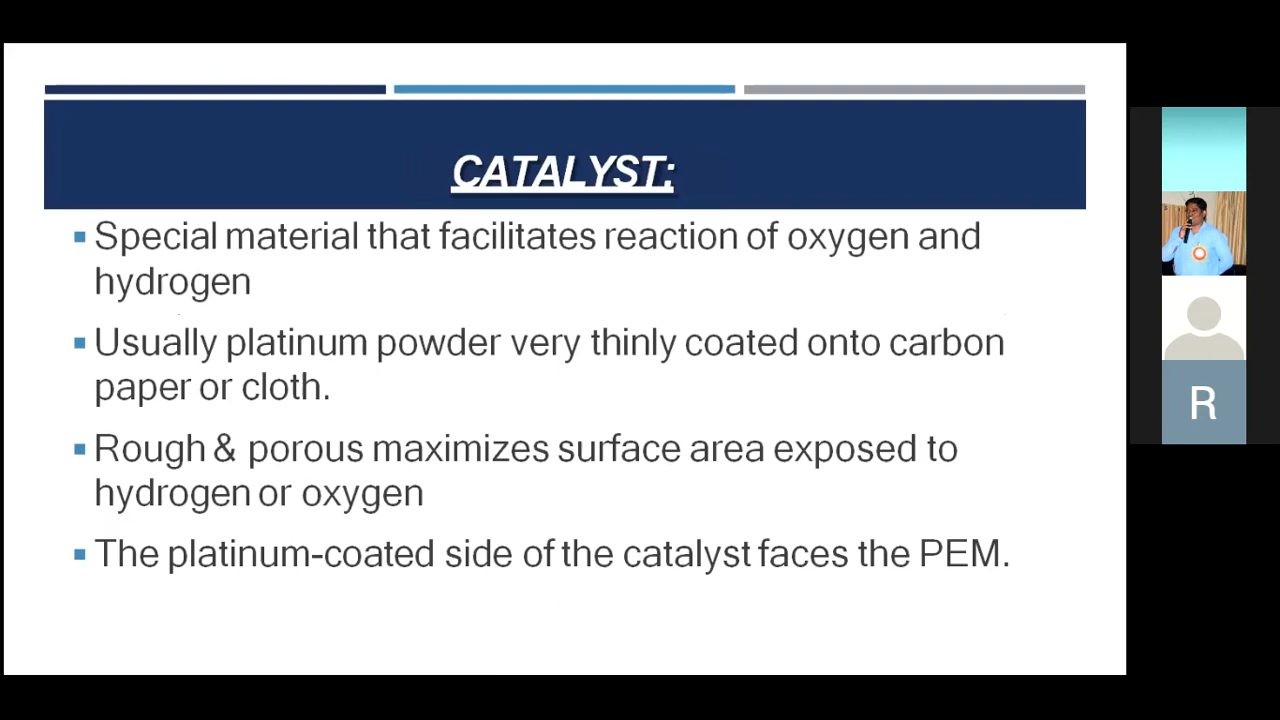 CATALYST:
▪ Special material that facilitates reaction of oxygen and
hydrogen
▪ Usually platinum powder very thinly coated onto carbon
paper or cloth.
▪ Rough & porous maximizes surface area exposed to
hydrogen or oxygen
▪ The platinum-coated side of the catalyst faces the PEM.
R